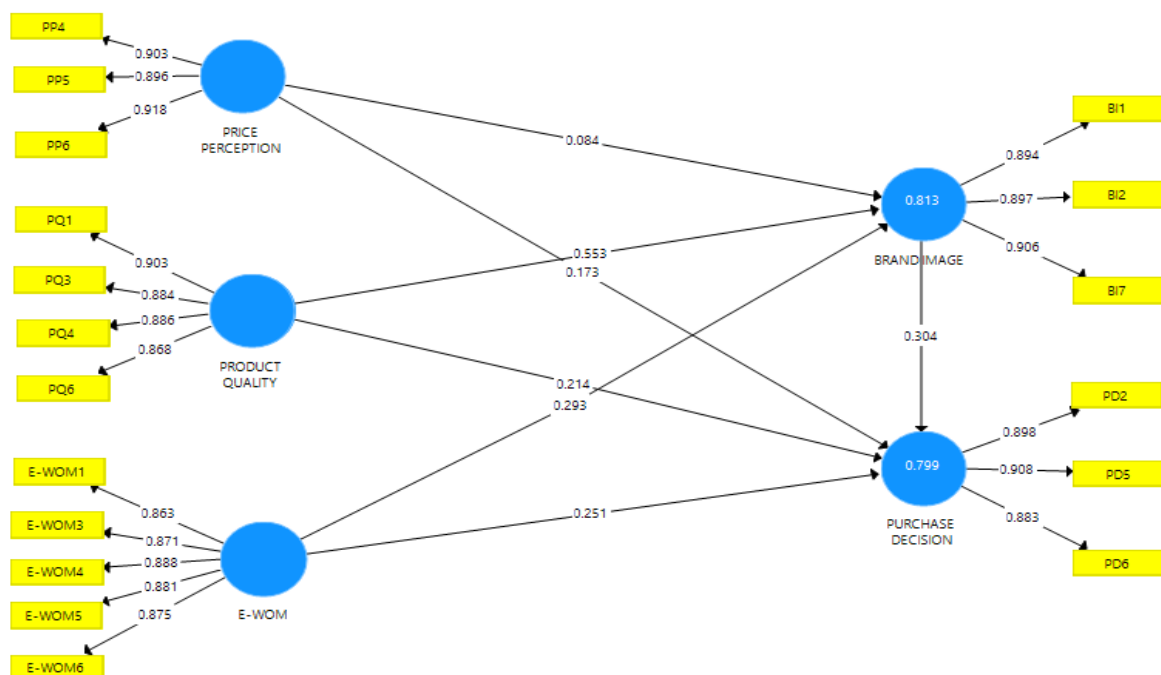 PP4
0.903
PP5
0.896
0.918
PP6
PRICE
PERCEPTION
0.084
BI1
0.894
BI2
0.897
0.813
0.906
BRAND IMAGE
BI7
PQ1
0.903
PQ3
0.884
PQ4
0.886
0.868
PQ6
PRODUCT
QUALITY
0.553
0.173
0.304
0.214
0.293
PD2
0.898
0.799
0.908
PD5
0.883
PURCHASE
DECISION
PD6
E-WOM1
0.863
E-WOM3
0.871
0.888
E-WOM4
0.881
E-WOM5
0.875
E-WOM
E-WOM6
0.251